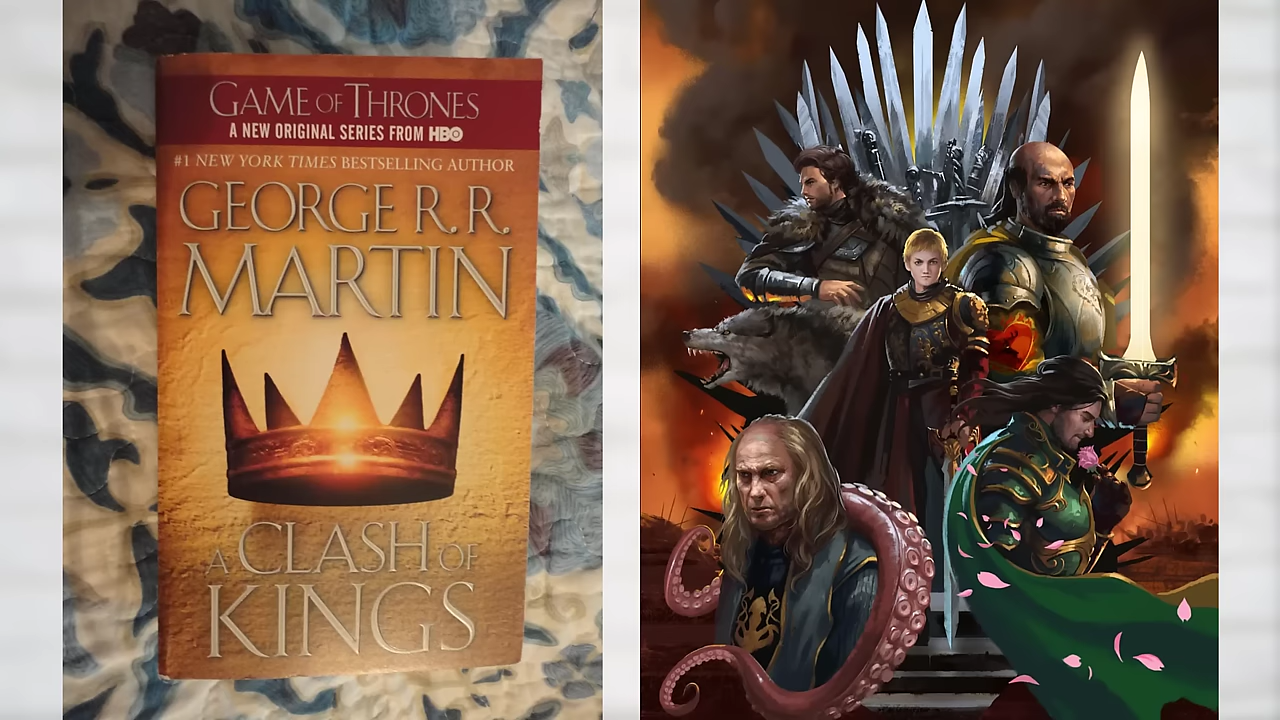 GAME OF THRONES
A NEW ORIGINAL SERIES FROM HBO
#1 NEW YORK TIMES BESTSELLING AUTHOR
GEORGE R. R.
MARTIN
A CLASH OF
KINGS